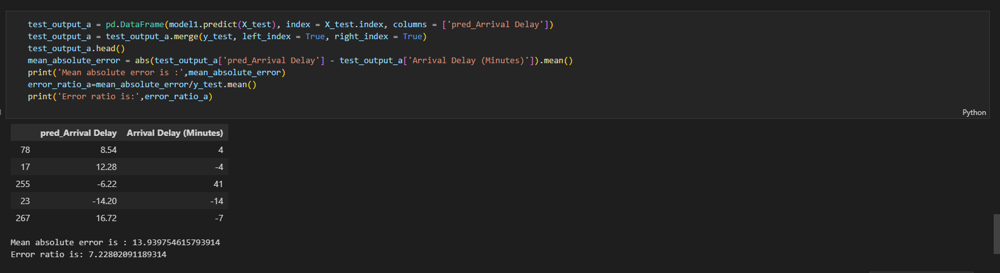 test_output_a = pd.DataFrame(model1.predict(X_test), index = X_test.index, columns = ['pred_Arrival Delay'])
test_output_a = test_output_a.merge(y_test, left_index = True, right_index = True)
test_output_a.head()
mean_absolute_error = abs(test_output_a['pred_Arrival Delay'] - test_output_a['Arrival Delay (Minutes)']).mean()
print('Mean absolute error is :',mean_absolute_error)
error_ratio_a=mean_absolute_error/y_test.mean()
print('Error ratio is:',error_ratio_a)
Python
pred_Arrival Delay Arrival Delay (Minutes)
78 8.54 4
17 12.28 -4
255 -6.22 41
23 -14.20 -14
267 16.72 -7
Mean absolute error is : 13.939754615793914
Error ratio is: 7.22802091189314